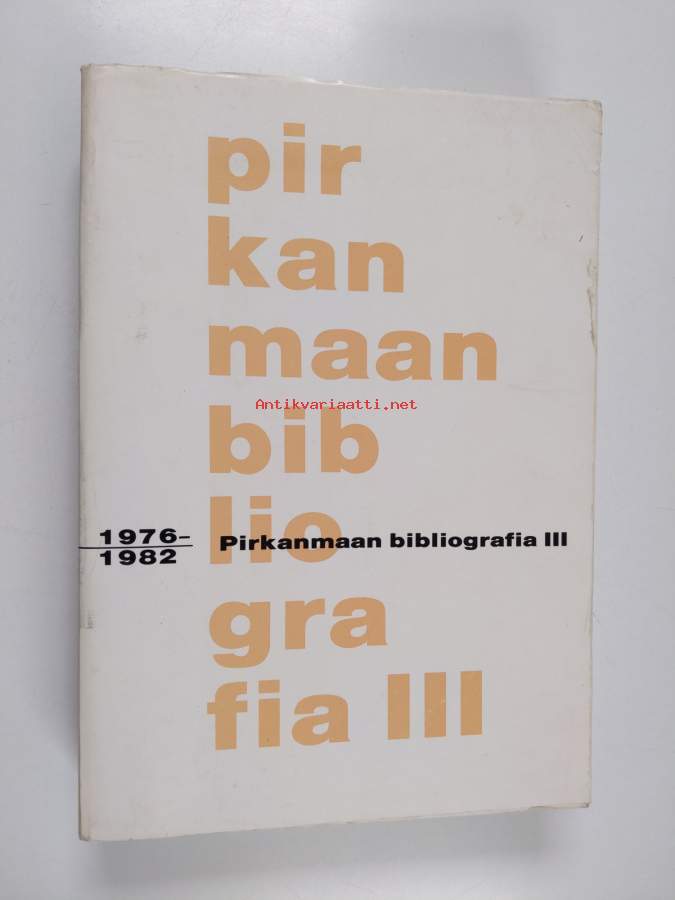 pir
kan
maan
Antikvariaatti.net
bib
lio
1976–
1982
Pirkanmaan bibliografia III
gra
fia III